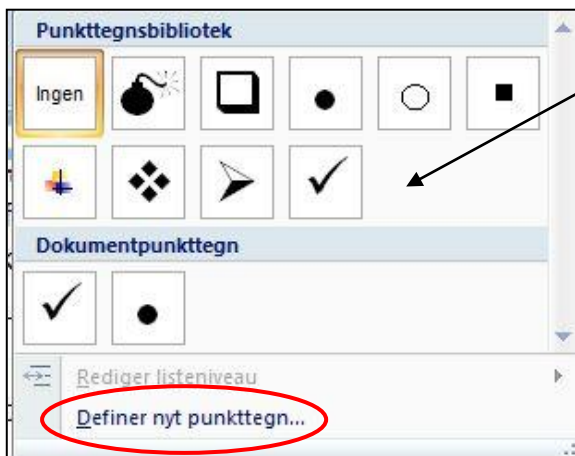 Punkttegnsbibliotek
Ingen
Dokumentpunkttegn
Rediger listeniveau
Definer nyt punkttegn...